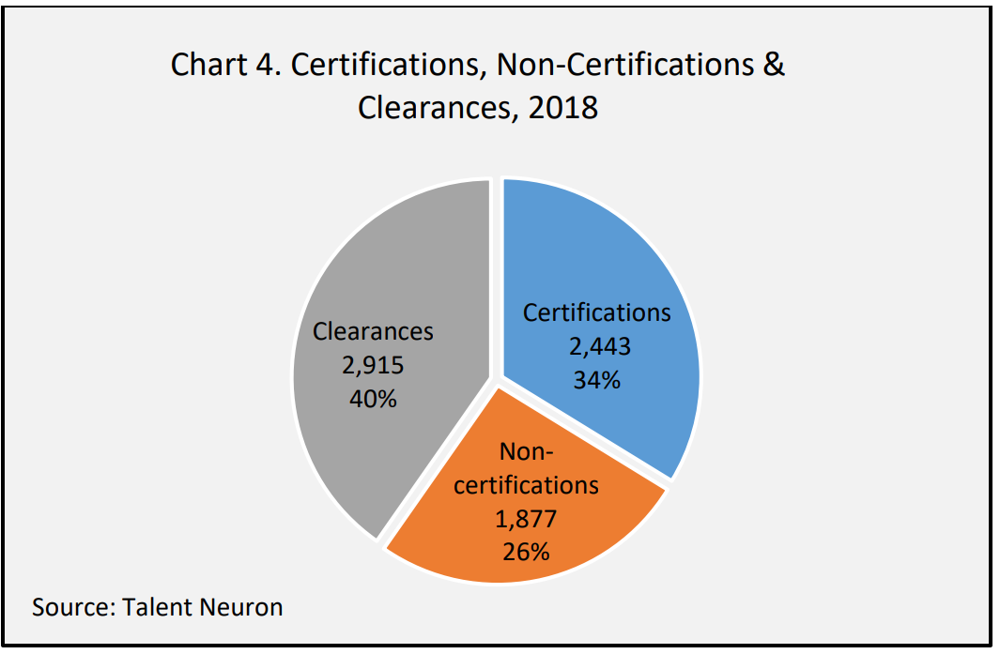 Chart 4. Certifications, Non-Certifications &
Clearances, 2018
Certifications
2,443
34%
Clearances
2,915
40%
Non-
certifications
1,877
26%
Source: Talent Neuron